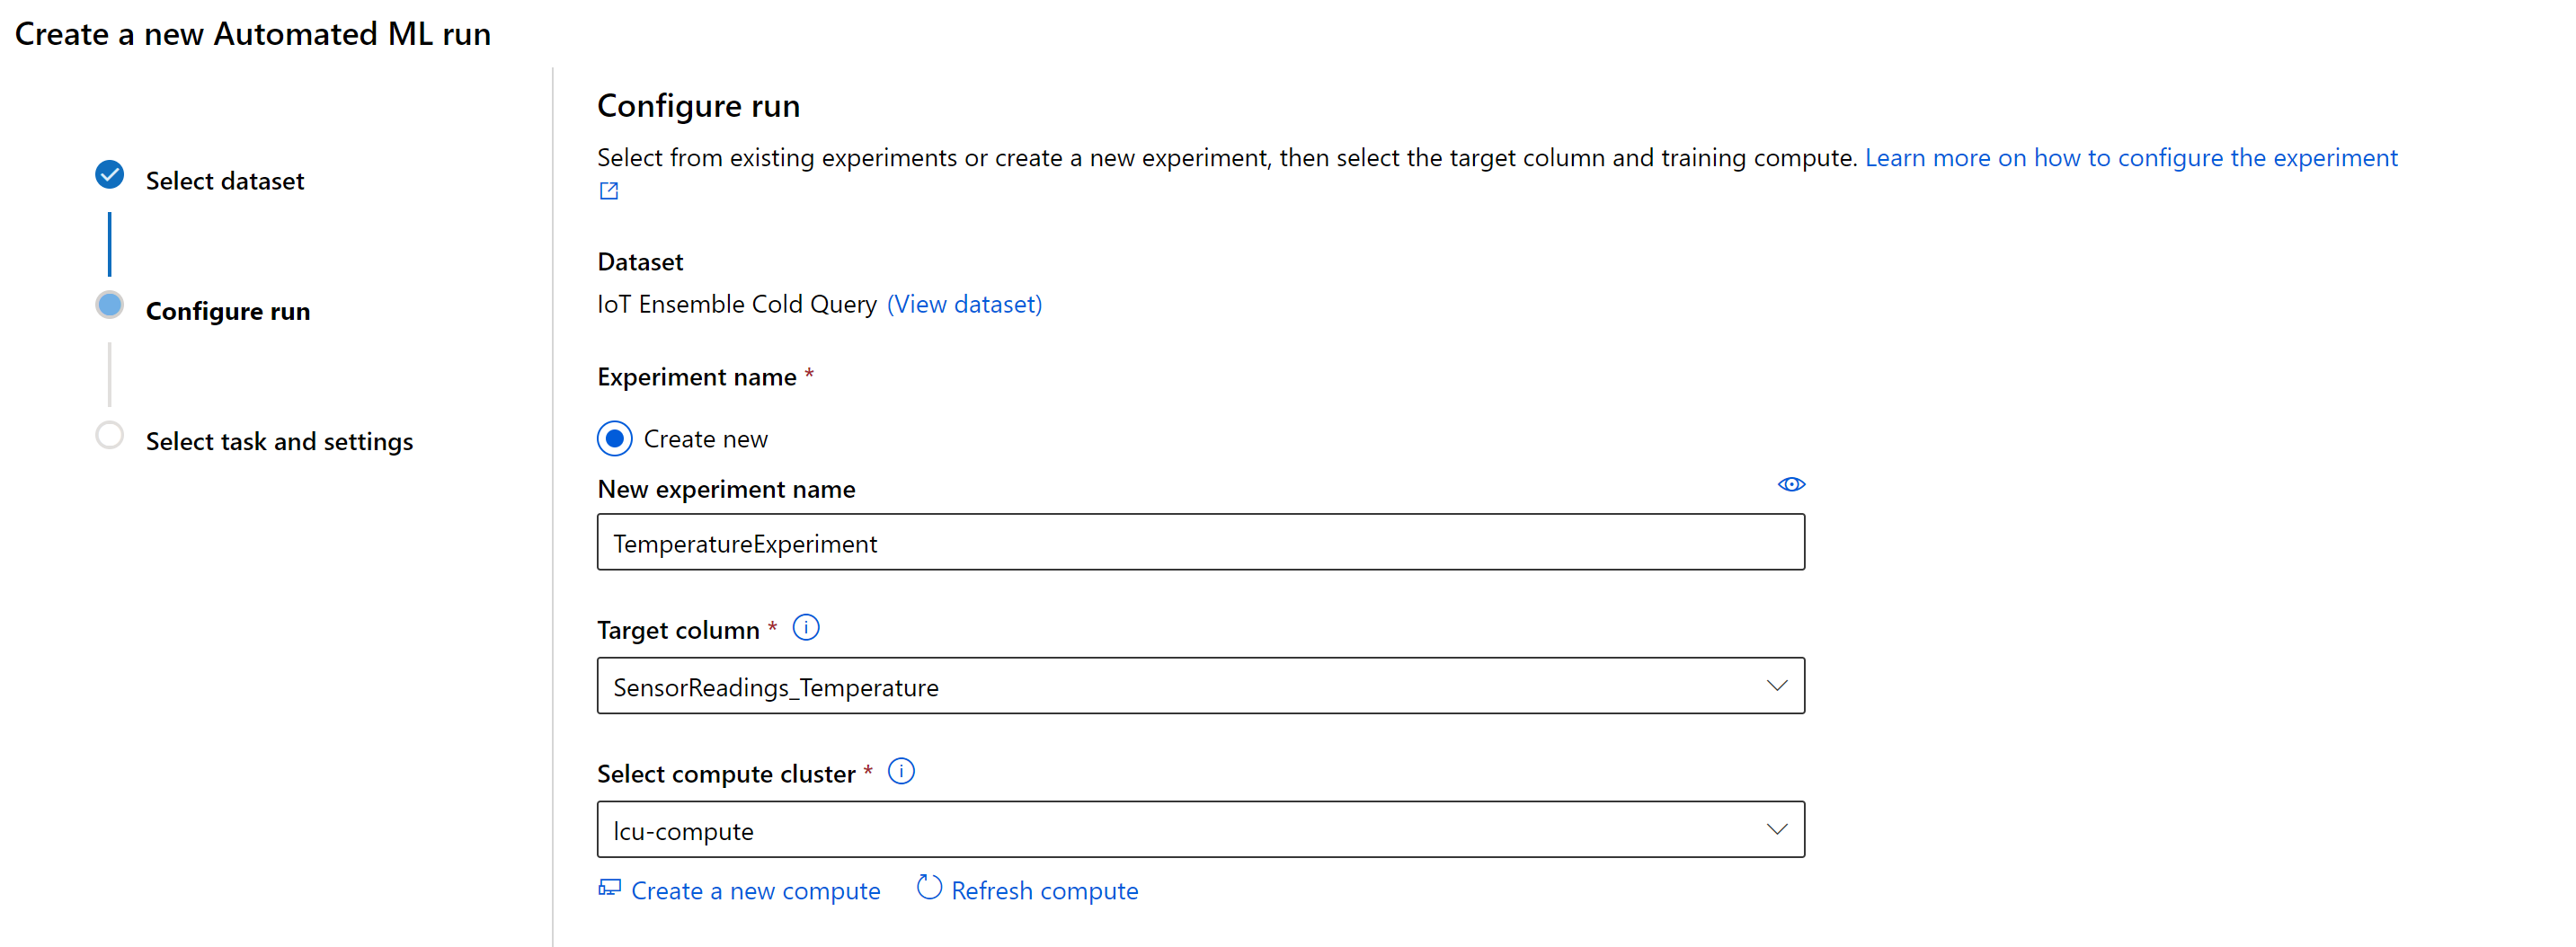 Create a new Automated ML run
Select dataset
Configure run
Select task and settings
Configure run
Select from existing experiments or create a new experiment, then select the target column and training compute. Learn more on how to configure the experiment
Dataset
IoT Ensemble Cold Query (View dataset)
Experiment name *
Create new
New experiment name
TemperatureExperiment
Target column *
SensorReadings_Temperature
Select compute cluster *
lcu-compute
Create a new compute Refresh compute